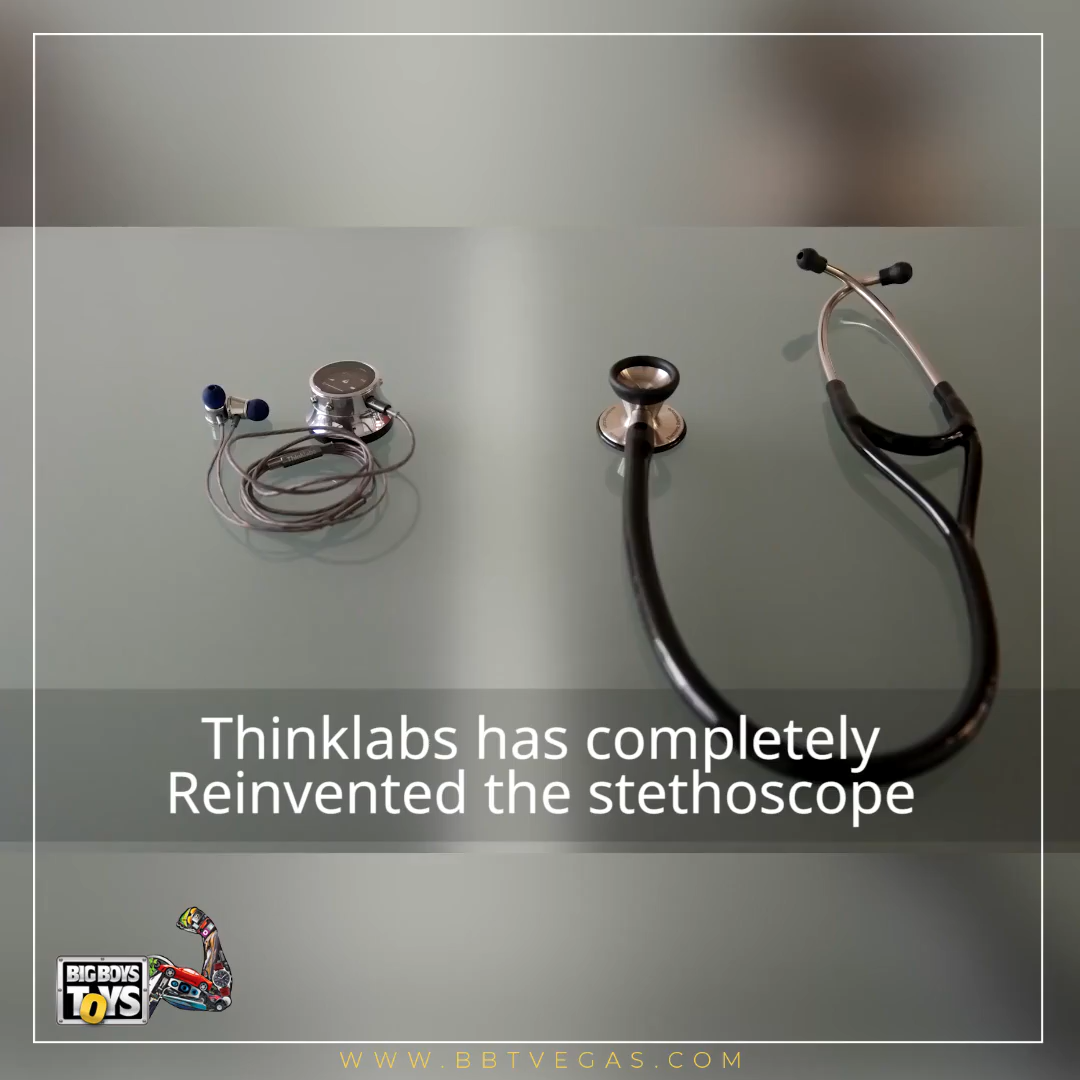 Thinklabs has completely
Reinvented the stethoscope
BIG BOYS
TOYS
WWW.BBTVEGAS.COM